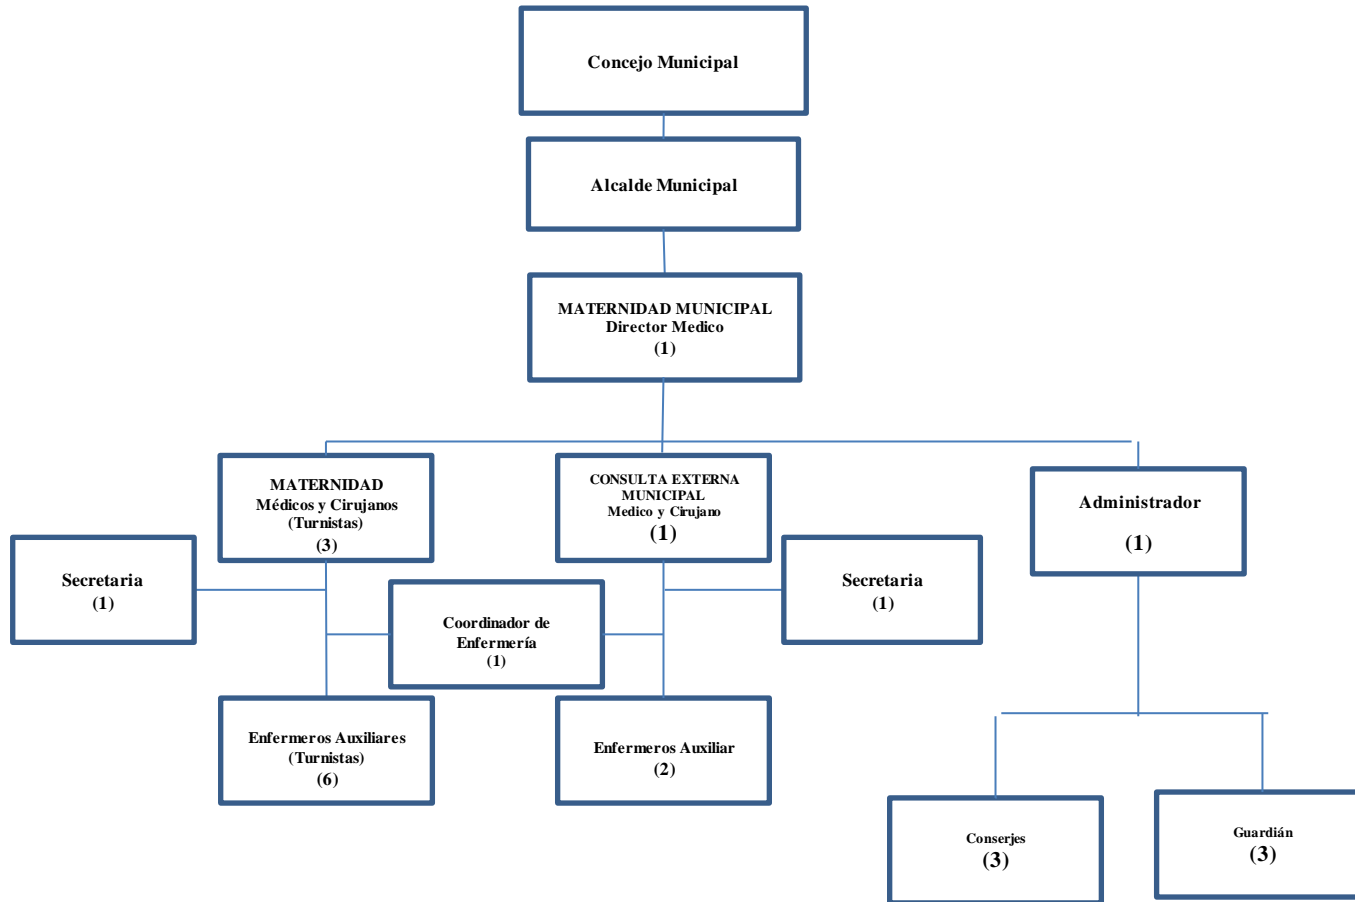 Concejo Municipal
Alcalde Municipal
MATERNIDAD MUNICIPAL
Director Medico
(1)
MATERNIDAD
Médicos y Cirujanos
(Turnistas)
(3)
CONSULTA EXTERNA
MUNICIPAL
Medico y Cirujano
(1)
Administrador
(1)
Secretaria
(1)
Coordinador de
Enfermería
(1)
Secretaria
(1)
Enfermeros Auxiliares
(Turnistas)
(6)
Enfermeros Auxiliar
(2)
Conserjes
(3)
Guardián
(3)